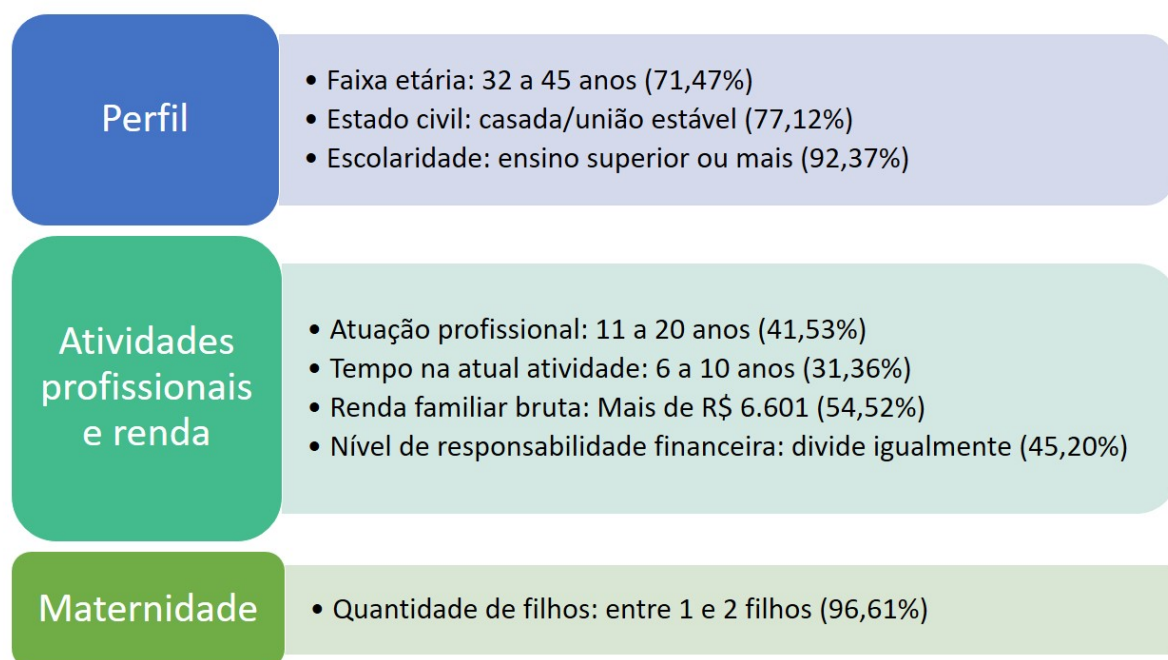 Perfil
• Faixa etária: 32 a 45 anos (71,47%)
• Estado civil: casada/união estável (77,12%)
• Escolaridade: ensino superior ou mais (92,37%)
Atividades
profissionais
e renda
• Atuação profissional: 11 a 20 anos (41,53%)
• Tempo na atual atividade: 6 a 10 anos (31,36%)
• Renda familiar bruta: Mais de R$ 6.601 (54,52%)
• Nível de responsabilidade financeira: divide igualmente (45,20%)
Maternidade
• Quantidade de filhos: entre 1 e 2 filhos (96,61%)